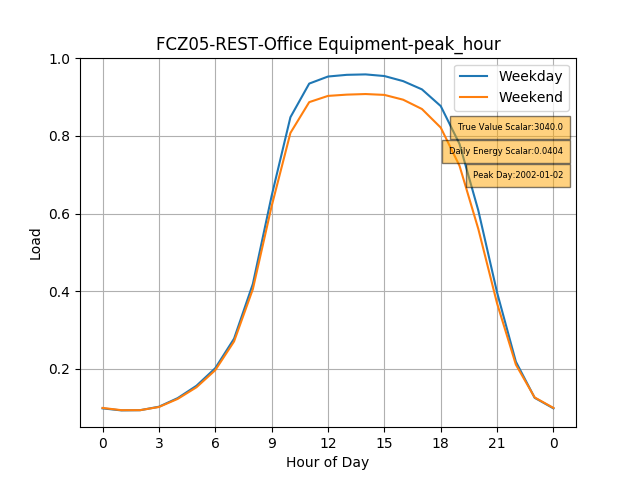 FCZ05-REST-Office Equipment-peak_hour
1.0
0.8
0.6
0.4
0.2
Load
Weekday
Weekend
True Value Scalar:3040.0
Daily Energy Scalar:0.0404
Peak Day:2002-01-02
0 3 6 9 12 15 18 21 0
Hour of Day